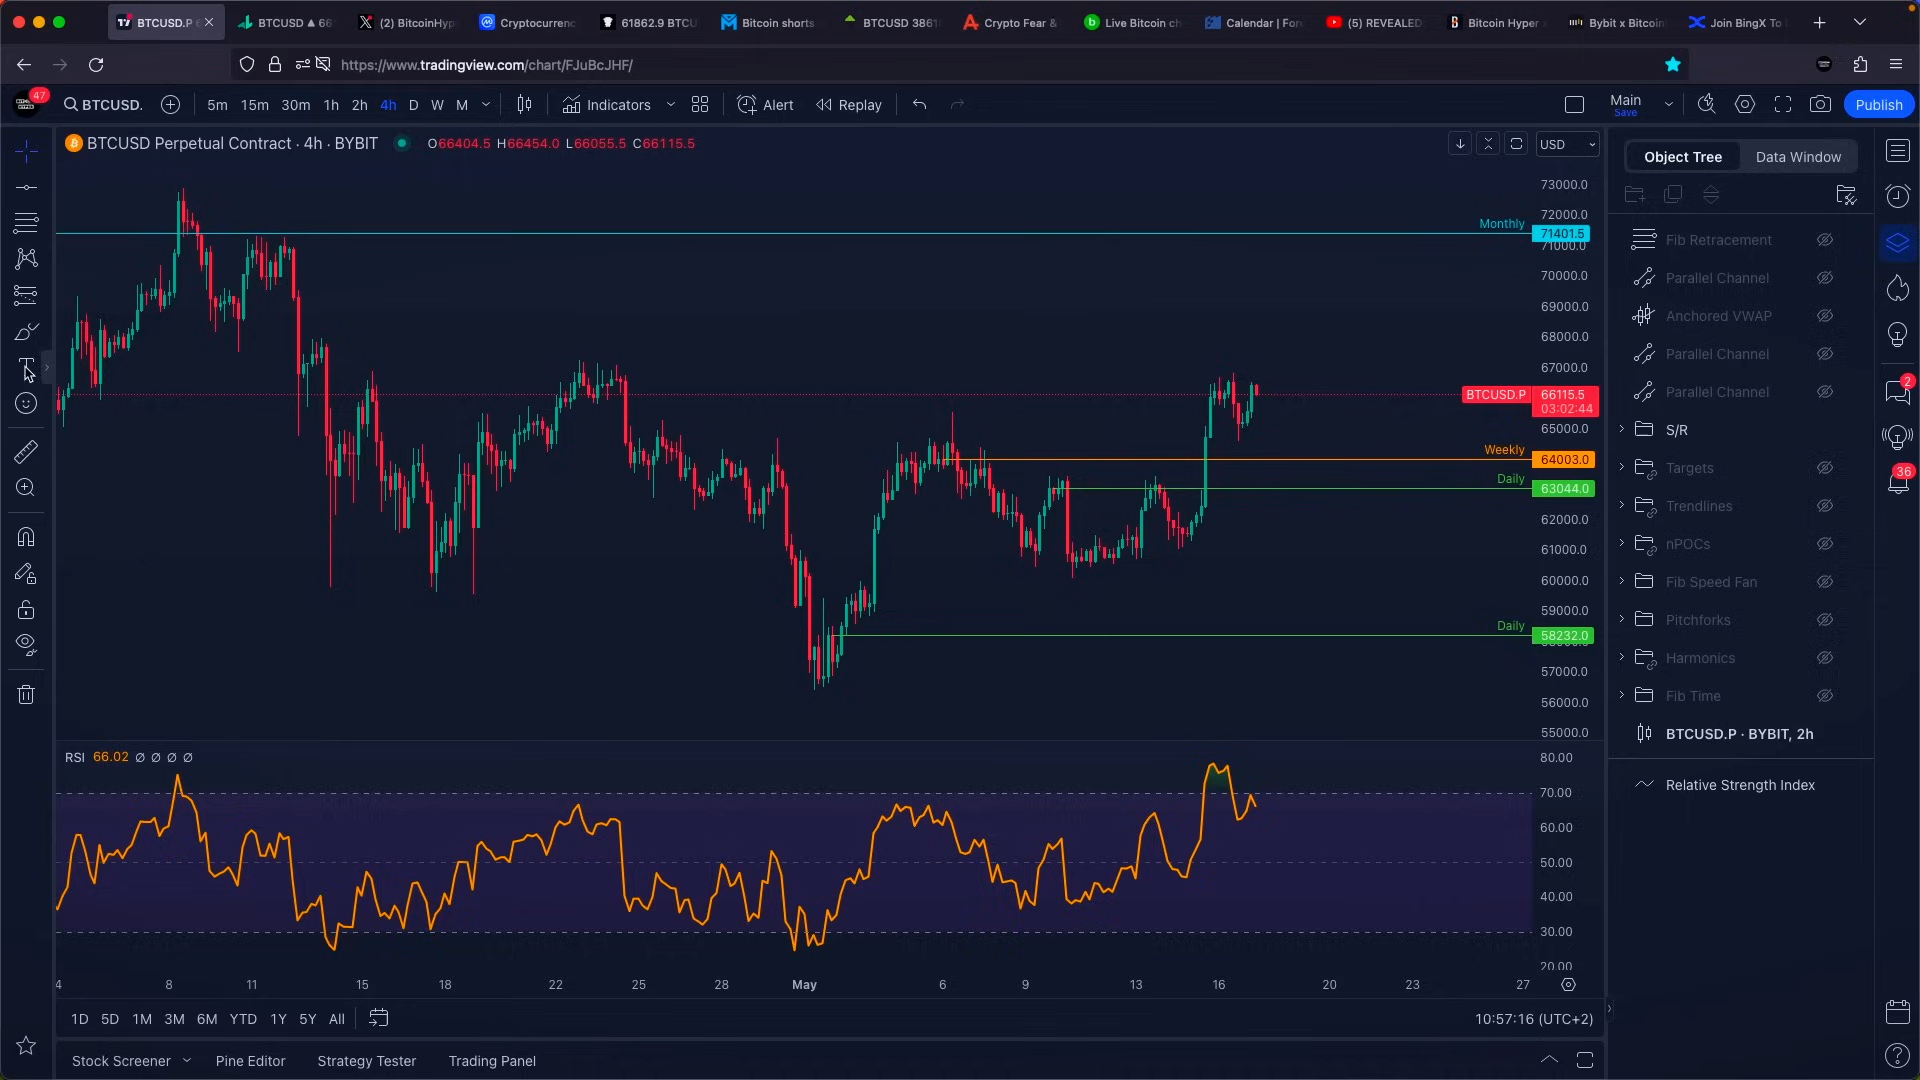 BTCUSD.P 6
BTCUSD ▲ 66
(2) BitcoinHyp
Cryptocurrenc
61862.9 BTCU
Bitcoin shorts
BTCUSD 3861
Crypto Fear &
Live Bitcoin ch
Calendar | For
(5) REVEALED
Bitcoin Hyper
Bybit x Bitcoin
Join BingX To
https://www.tradingview.com/chart/FJuBcJHF/
47
BTCUSD.
5m 15m 30m 1h 2h 4h D W M
Indicators
Alert
Replay
Main
Save
Publish
BTCUSD Perpetual Contract · 4h · BYBIT
O66404.5 H66454.0 L66055.5 C66115.5
USD
73000.0
72000.0
Monthly
71401.5
71000.0
70000.0
69000.0
68000.0
67000.0
BTCUSD.P
66115.5
03:02:44
65000.0
Weekly
64003.0
Daily
63044.0
62000.0
61000.0
60000.0
59000.0
Daily
58232.0
57000.0
56000.0
55000.0
RSI 66.02 ∅ ∅ ∅ ∅
80.00
70.00
60.00
50.00
40.00
30.00
20.00
4 8 11 15 18 22 25 28 May 6 9 13 16 20 23 27
1D 5D 1M 3M 6M YTD 1Y 5Y All
10:57:16 (UTC+2)
Stock Screener
Pine Editor
Strategy Tester
Trading Panel
Object Tree
Data Window
Fib Retracement
Parallel Channel
Anchored VWAP
Parallel Channel
Parallel Channel
S/R
Targets
Trendlines
nPOCs
Fib Speed Fan
Pitchforks
Harmonics
Fib Time
BTCUSD.P · BYBIT, 2h
Relative Strength Index
2
36